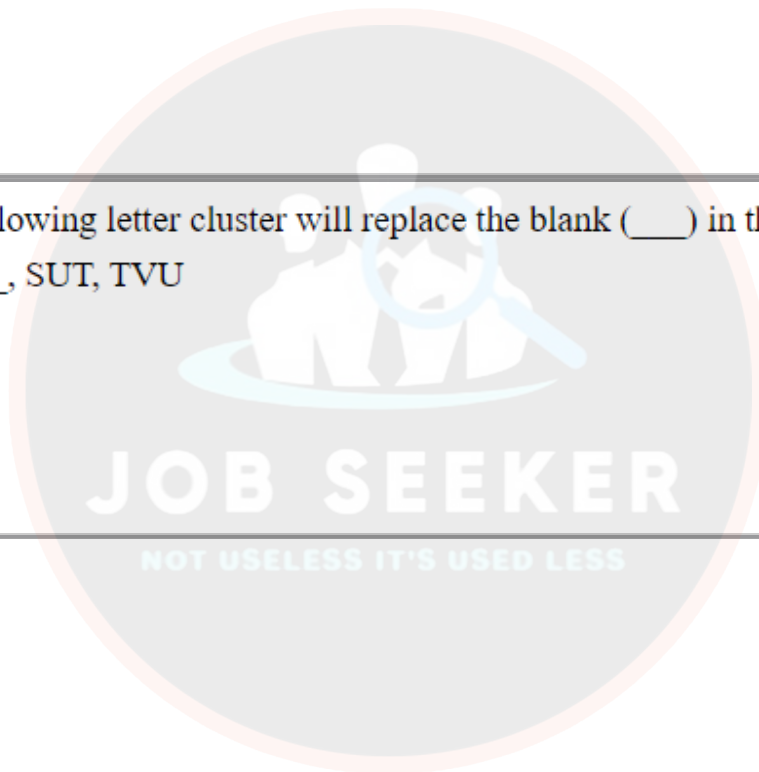 lowing letter cluster will replace the blank (___) in th
_, SUT, TVU
JOB SEEKER
NOT USELESS IT'S USED LESS